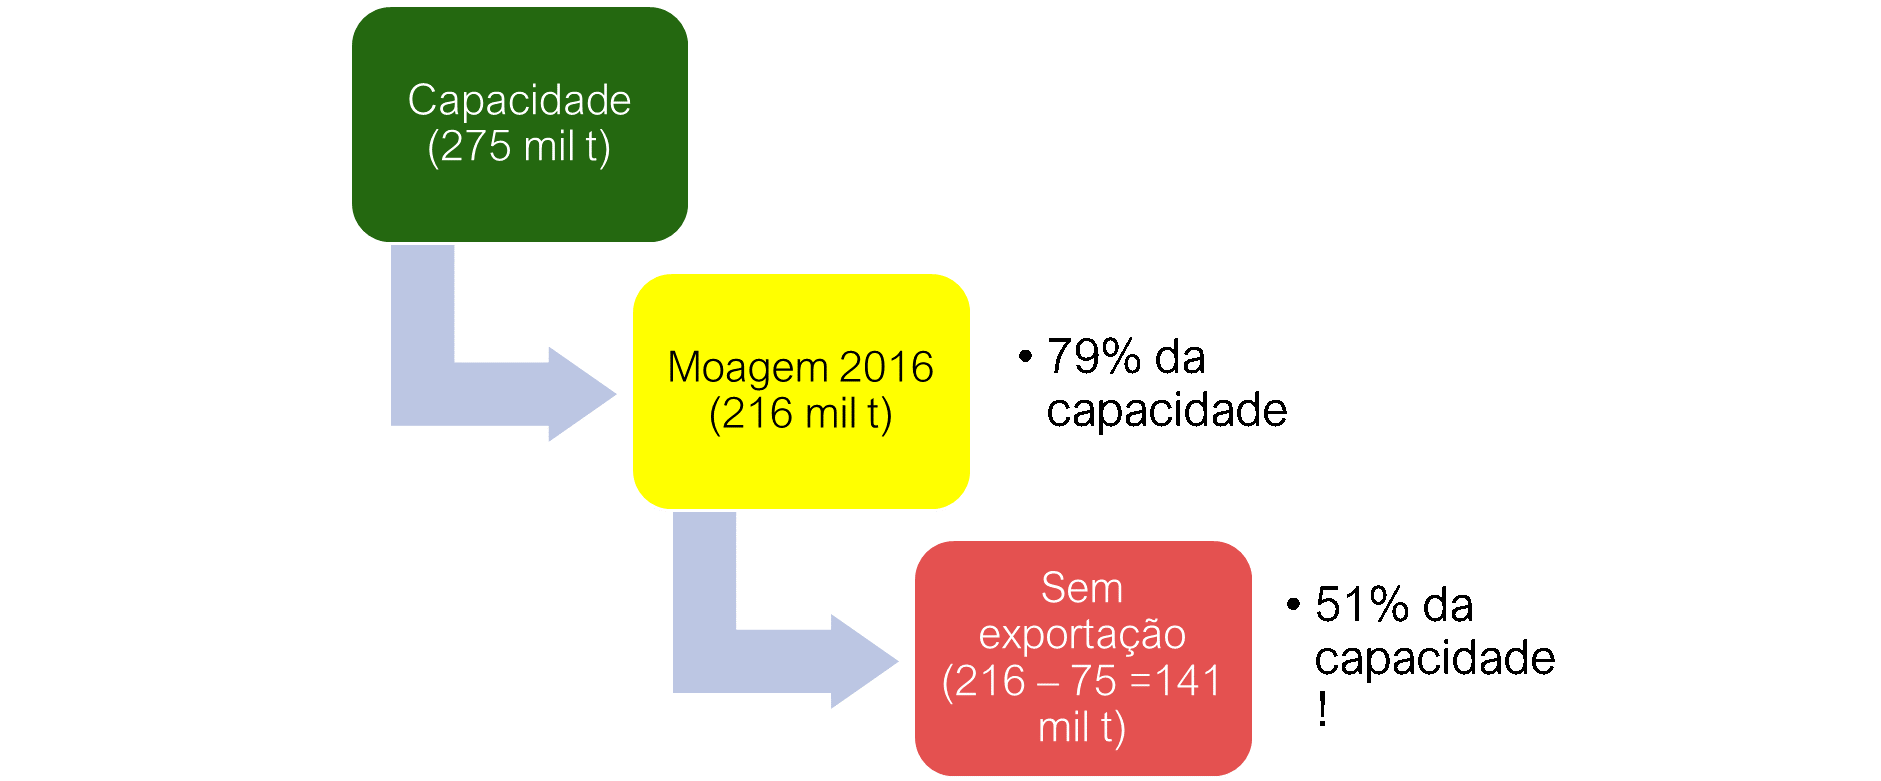 Capacidade
(275 mil t)
Moagem 2016
(216 mil t)
• 79% da
capacidade
Sem
exportação
(216 – 75 =141
mil t)
• 51% da
capacidade
!